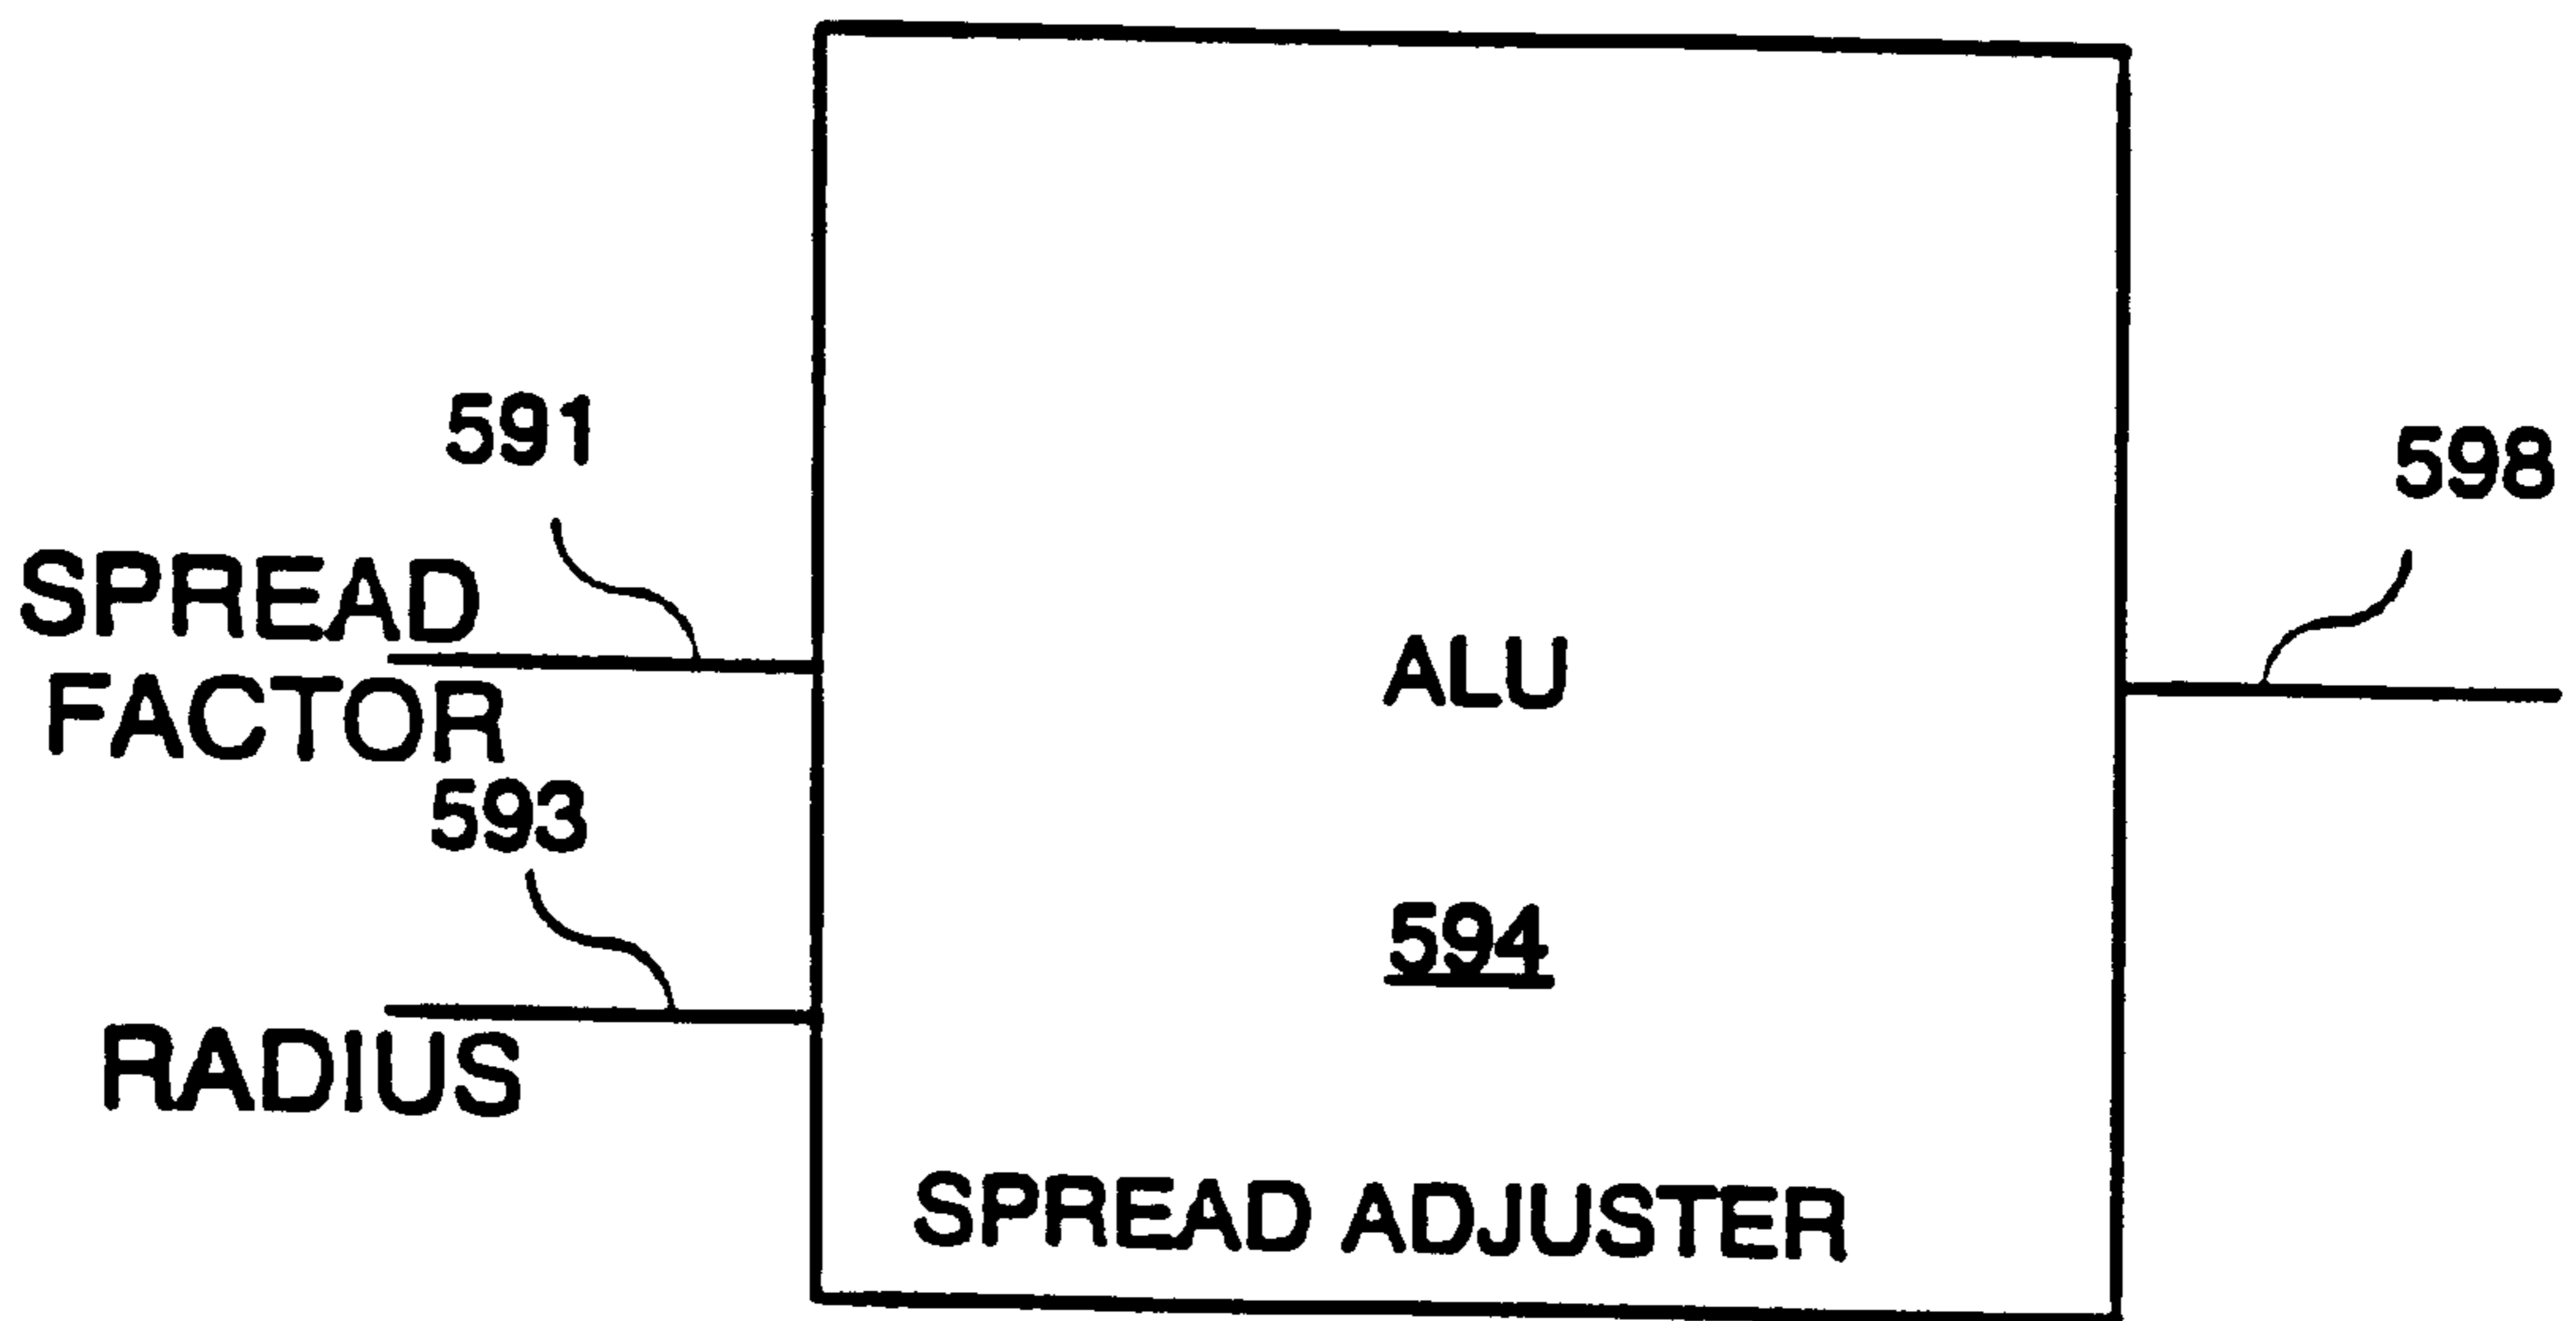 591
SPREAD
FACTOR
593
RADIUS
ALU
594
SPREAD ADJUSTER
598